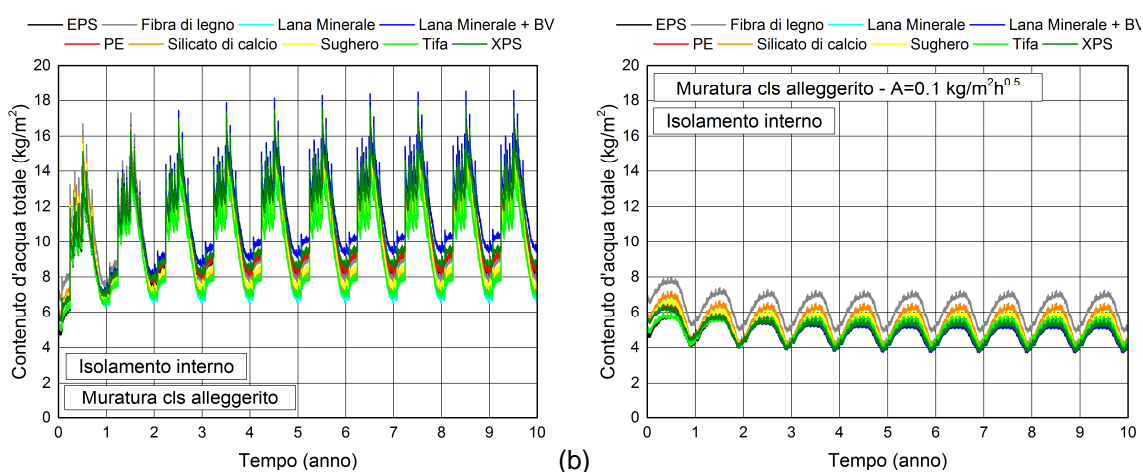 EPS Fibra di legno Lana Minerale Lana Minerale + BV
PE Silicato di calcio Sughero Tifa XPS
Contenuto d'acqua totale (kg/m²)
20
18
16
14
12
10
8
6
4
2
0
Isolamento interno
Muratura cls alleggerito
0 1 2 3 4 5 6 7 8 9 10
Tempo (anno)
(b)
EPS Fibra di legno Lana Minerale Lana Minerale + BV
PE Silicato di calcio Sughero Tifa XPS
Contenuto d'acqua totale (kg/m²)
20
18
16
14
12
10
8
6
4
2
0
Muratura cls alleggerito - A=0.1 kg/m²h⁰·⁵
Isolamento interno
0 1 2 3 4 5 6 7 8 9 10
Tempo (anno)